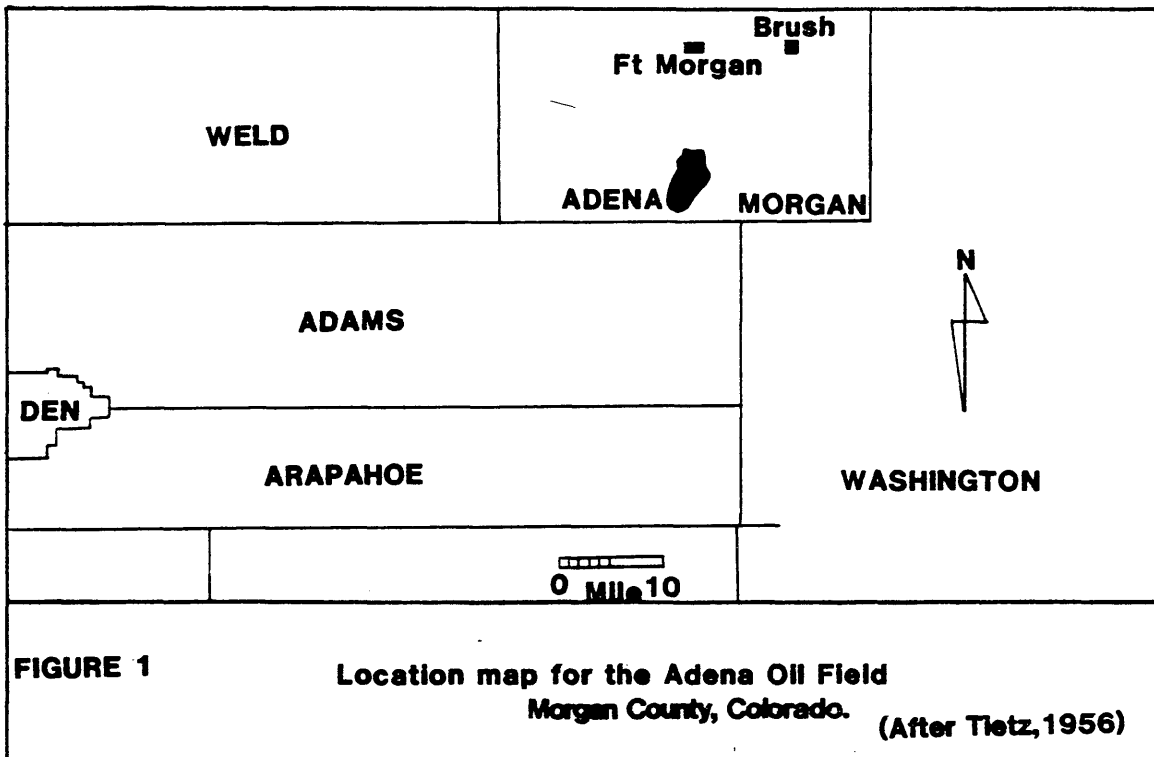 Brush
Ft Morgan
WELD
ADENA
MORGAN
N
ADAMS
DEN
ARAPAHOE
WASHINGTON
0 Mile 10
FIGURE 1
Location map for the Adena Oil Field
Morgan County, Colorado.
(After Tietz,1956)